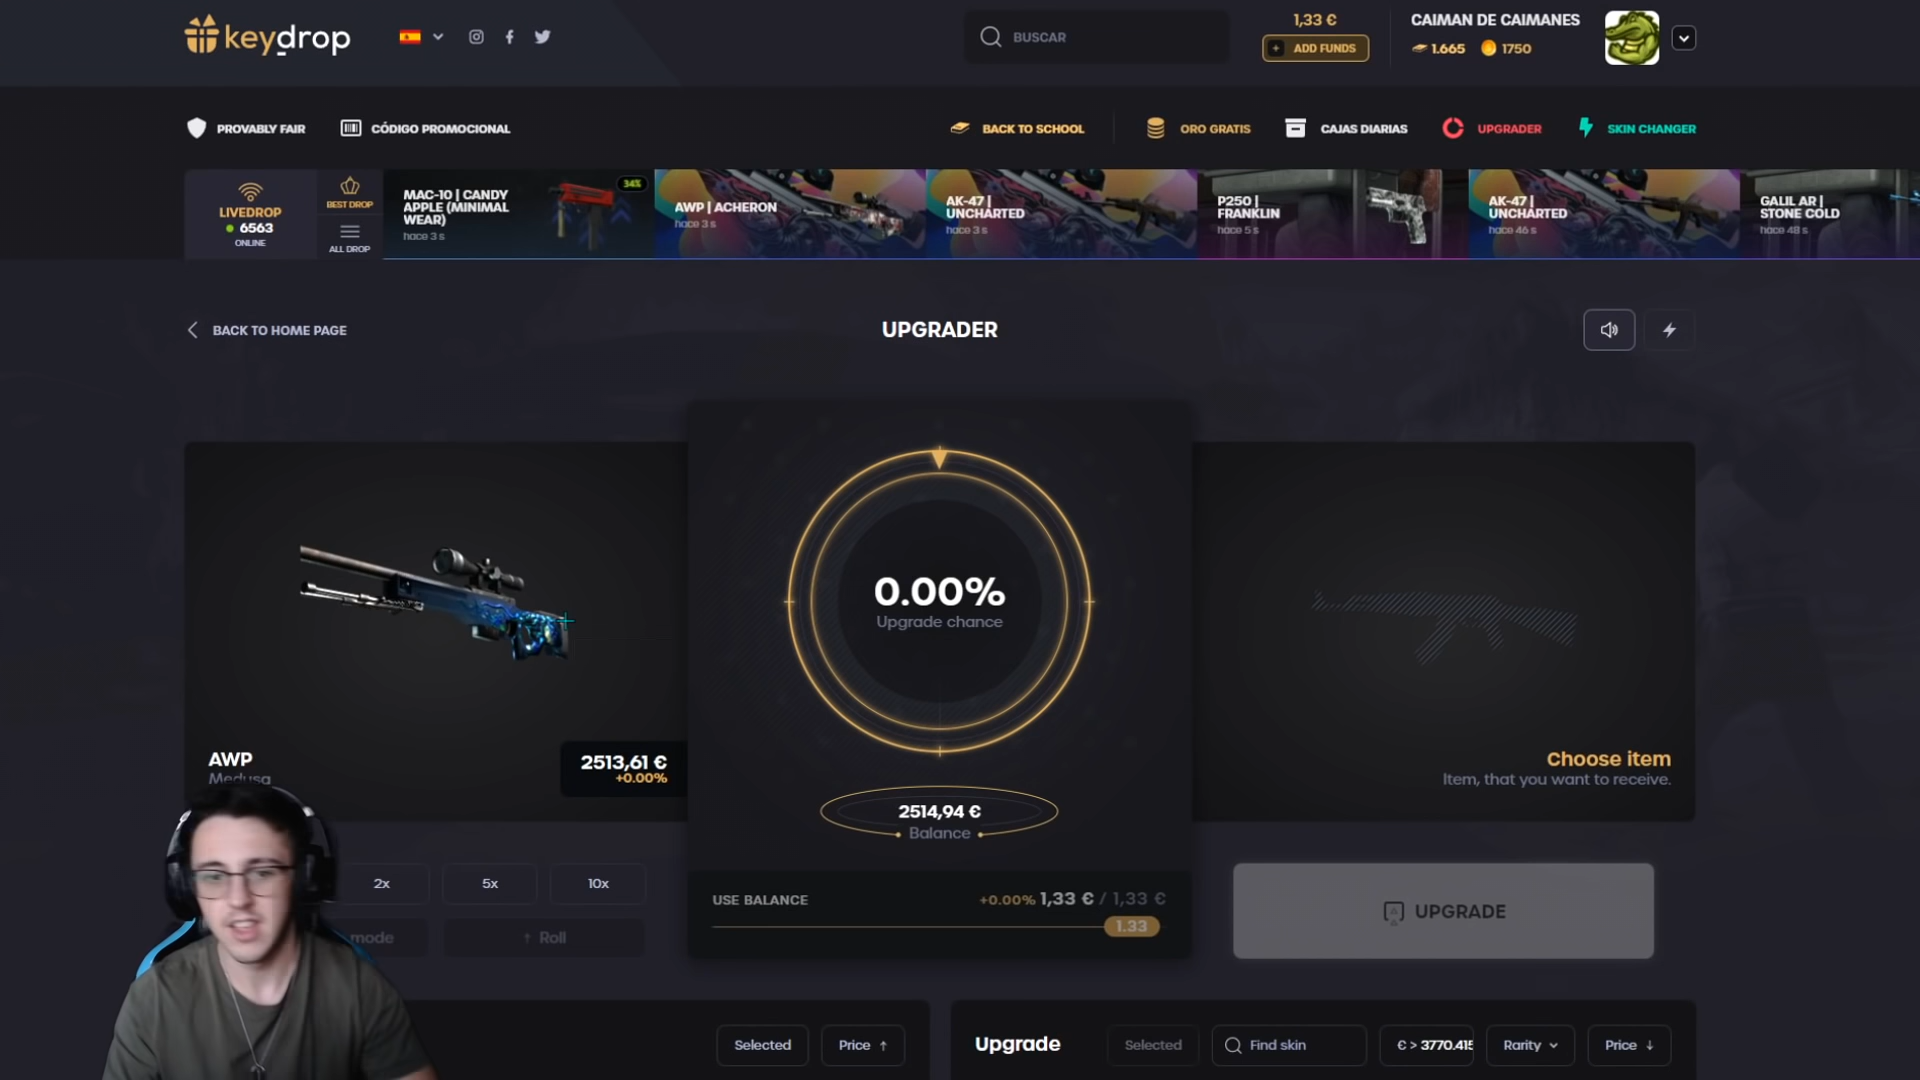 keydrop
BUSCAR
1,33 €
+ ADD FUNDS
CAIMAN DE CAIMANES
1.665
1750
PROVABLY FAIR
CÓDIGO PROMOCIONAL
BACK TO SCHOOL
ORO GRATIS
CAJAS DIARIAS
UPGRADER
SKIN CHANGER
LIVEDROP
6563
ONLINE
BEST DROP
ALL DROP
MAC-10 | CANDY
APPLE (MINIMAL
WEAR)
hace 3 s
34%
AWP | ACHERON
hace 3 s
AK-47 |
UNCHARTED
hace 3 s
P250 |
FRANKLIN
hace 5 s
AK-47 |
UNCHARTED
hace 46 s
GALIL AR |
STONE COLD
hace 48 s
BACK TO HOME PAGE
UPGRADER
0.00%
Upgrade chance
AWP
Medusa
2513,61 €
+0.00%
Choose item
Item, that you want to receive.
2514,94 €
Balance
2x
5x
10x
mode
↑ Roll
USE BALANCE
+0.00% 1,33 € / 1,33 €
1.33
UPGRADE
Selected
Price ↑
Upgrade
Selected
Find skin
€ > 3770.415
Rarity
Price ↓